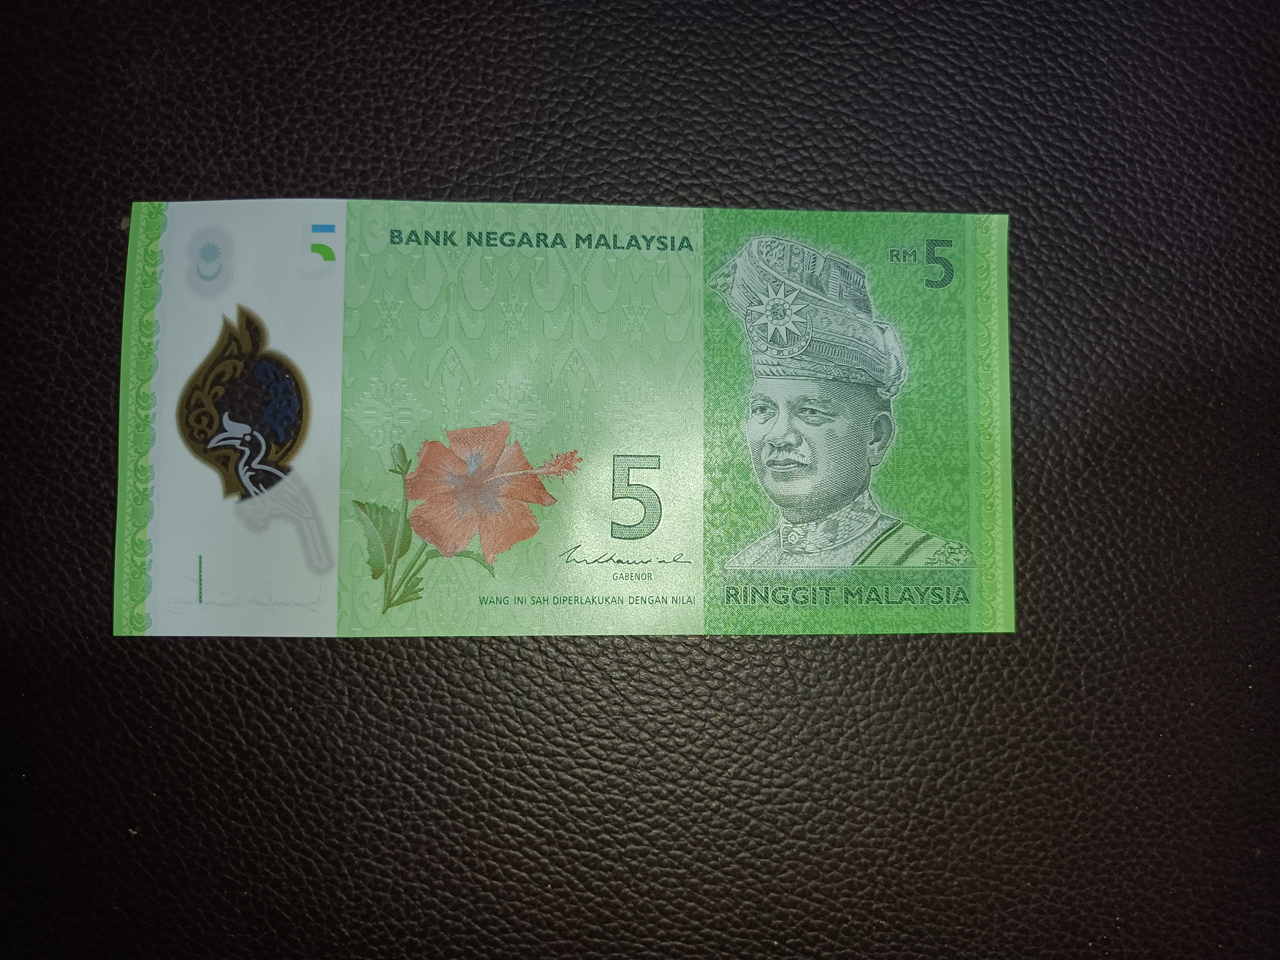 BANK NEGARA MALAYSIA
RM 5
5
GABENOR
WANG INI SAH DIPERLAKUKAN DENGAN NILAI
RINGGIT MALAYSIA